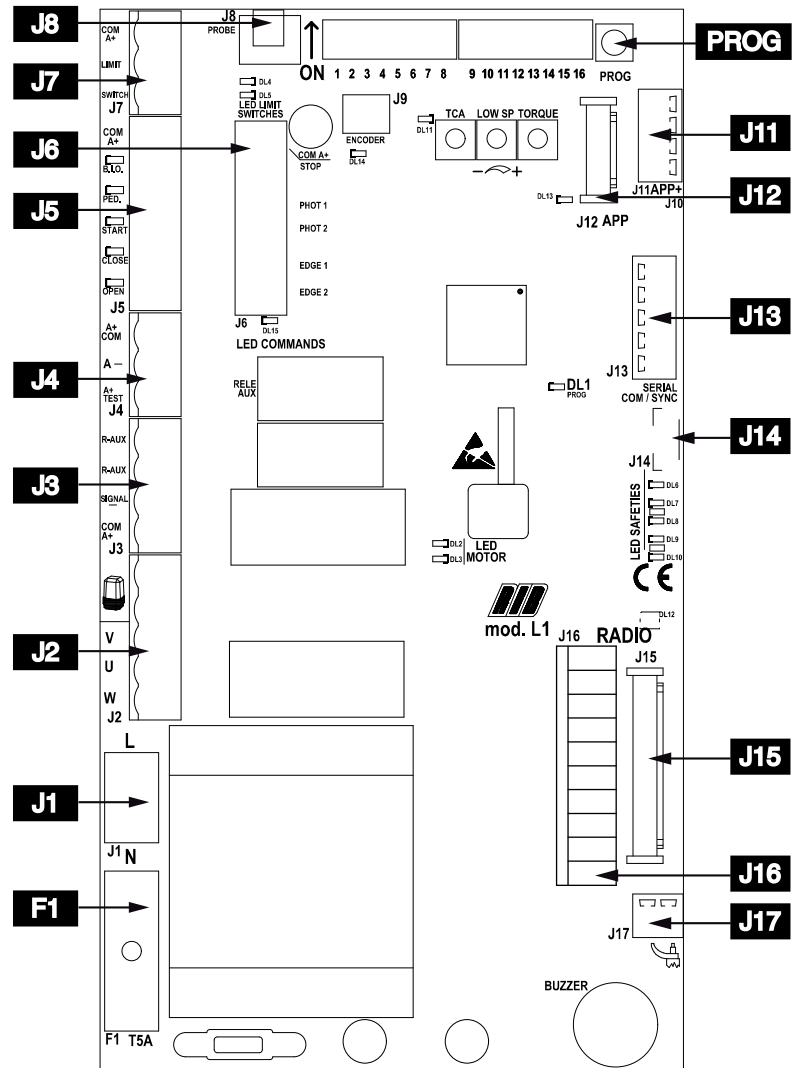 J8
J8
PROBE
ON
1 2 3 4 5 6 7 8 9 10 11 12 13 14 15 16
PROG
PROG
COM
A+
LIMIT
SWITCH
J7
J7
DL4
DL5
LED LIMIT
SWITCHES
J9
ENCODER
DL14
DL11
TCA LOW SP TORQUE
− +
J11
J11 APP+
J10
J12
J12 APP
DL13
J6
COM A+
STOP
PHOT 1
PHOT 2
EDGE 1
EDGE 2
J6
DL15
LED COMMANDS
COM
A+
B.I.O.
PED.
START
CLOSE
OPEN
J5
J5
A+
COM
A −
A+
TEST
J4
J4
RELE
AUX
J13
J13
SERIAL
COM / SYNC
DL1
PROG
J14
J14
R-AUX
R-AUX
SIGNAL
−
COM
A+
J3
J3
LED SAFETIES
DL6
DL7
DL8
DL9
DL10
CE
DL2
DL3
LED
MOTOR
mod. L1
DL12
RADIO
J16
J15
V
U
W
J2
J2
L
J1
J1
N
J15
J16
F1
J17
J17
BUZZER
F1 T5A